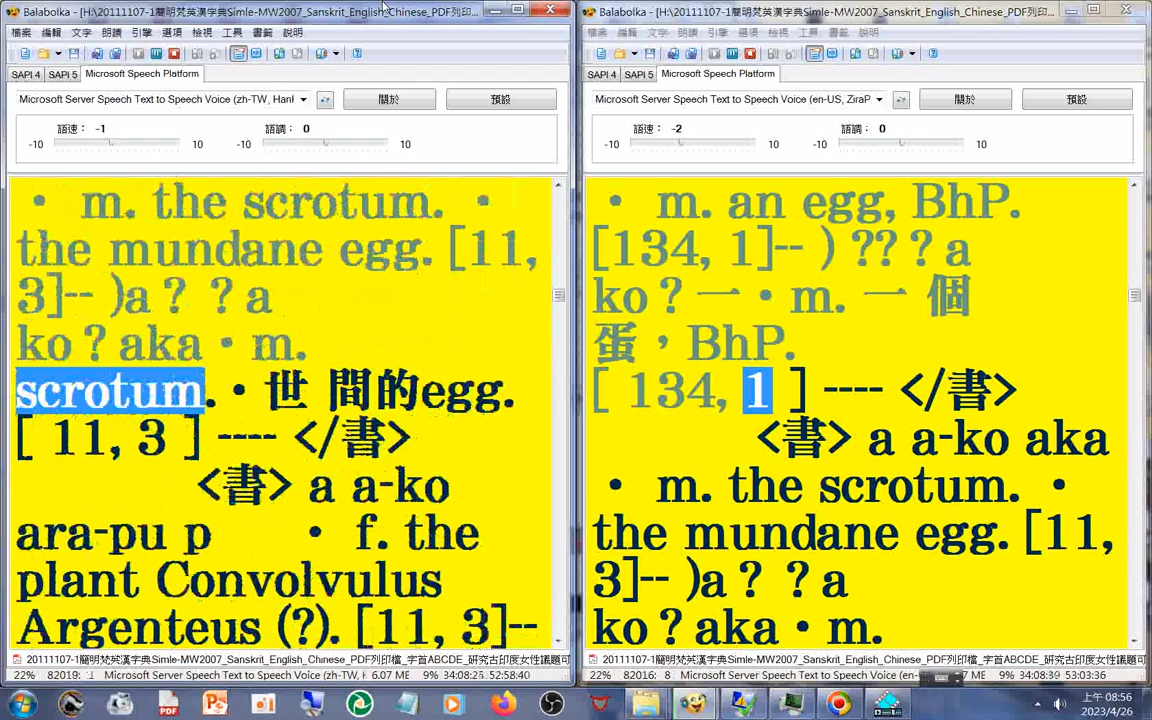 Balabolka - [H:\20111107-1簡明梵英漢字典Simle-MW2007_Sanskrit_English_Chinese_PDF列印...
檔案 編輯 文字 朗讀 引擎 選項 檢視 工具 書籤 說明
SAPI 4 SAPI 5 Microsoft Speech Platform
Microsoft Server Speech Text to Speech Voice (zh-TW, Hanl
關於 預設
語速： -1 語調： 0
-10 10 -10 10
• m. the scrotum. •
the mundane egg. [11,
3]-- )a？ ？a
ko？aka • m.
scrotum. • 世 間的egg.
[ 11, 3 ] ---- </書>
<書> a a-ko
ara-pu p • f. the
plant Convolvulus
Argenteus (?). [11, 3]--
20111107-1簡明梵英漢字典Simle-MW2007_Sanskrit_English_Chinese_PDF列印檔_字首ABCDE_研究古印度女性議題可
22% 82019: 1 Microsoft Server Speech Text to Speech Voice (zh-TW, H 6.07 MB 9% 34:08:25 52:58:40
Balabolka - [H:\20111107-1簡明梵英漢字典Simle-MW2007_Sanskrit_English_Chinese_PDF列印...
檔案 編輯 文字 朗讀 引擎 選項 檢視 工具 書籤 說明
SAPI 4 SAPI 5 Microsoft Speech Platform
Microsoft Server Speech Text to Speech Voice (en-US, ZiraP
關於 預設
語速： -2 語調： 0
-10 10 -10 10
• m. an egg, BhP.
[134, 1]-- ) ??？a
ko？一 • m. 一 個
蛋，BhP.
[ 134, 1 ] ---- </書>
<書> a a-ko aka
• m. the scrotum. •
the mundane egg. [11,
3]-- )a？ ？a
ko？aka • m.
20111107-1簡明梵英漢字典Simle-MW2007_Sanskrit_English_Chinese_PDF列印檔_字首ABCDE_研究古印度女性議題可
22% 82016: 8 Microsoft Server Speech Text to Speech Voice (en-U 9% 34:08:39 53:03:36
上午 08:56
2023/4/26